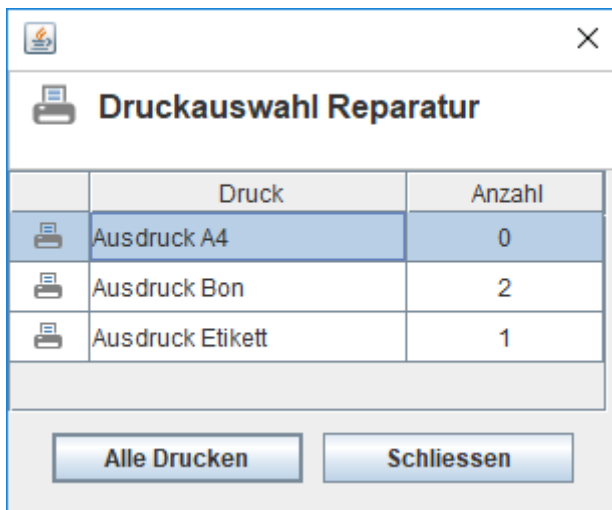 Druckauswahl Reparatur
Druck Anzahl
Ausdruck A4 0
Ausdruck Bon 2
Ausdruck Etikett 1
Alle Drucken Schliessen